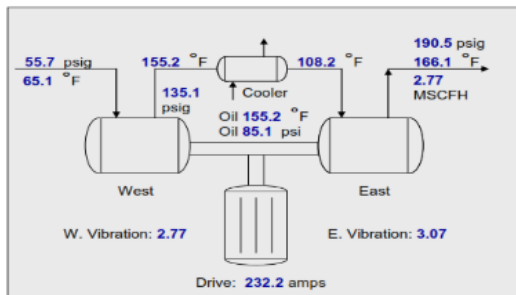 55.7 psig
65.1 °F
155.2 °F
135.1
psig
Cooler
108.2 °F
190.5 psig
166.1 °F
2.77
MSCFH
Oil 155.2 °F
Oil 85.1 psi
West
East
W. Vibration: 2.77
E. Vibration: 3.07
Drive: 232.2 amps